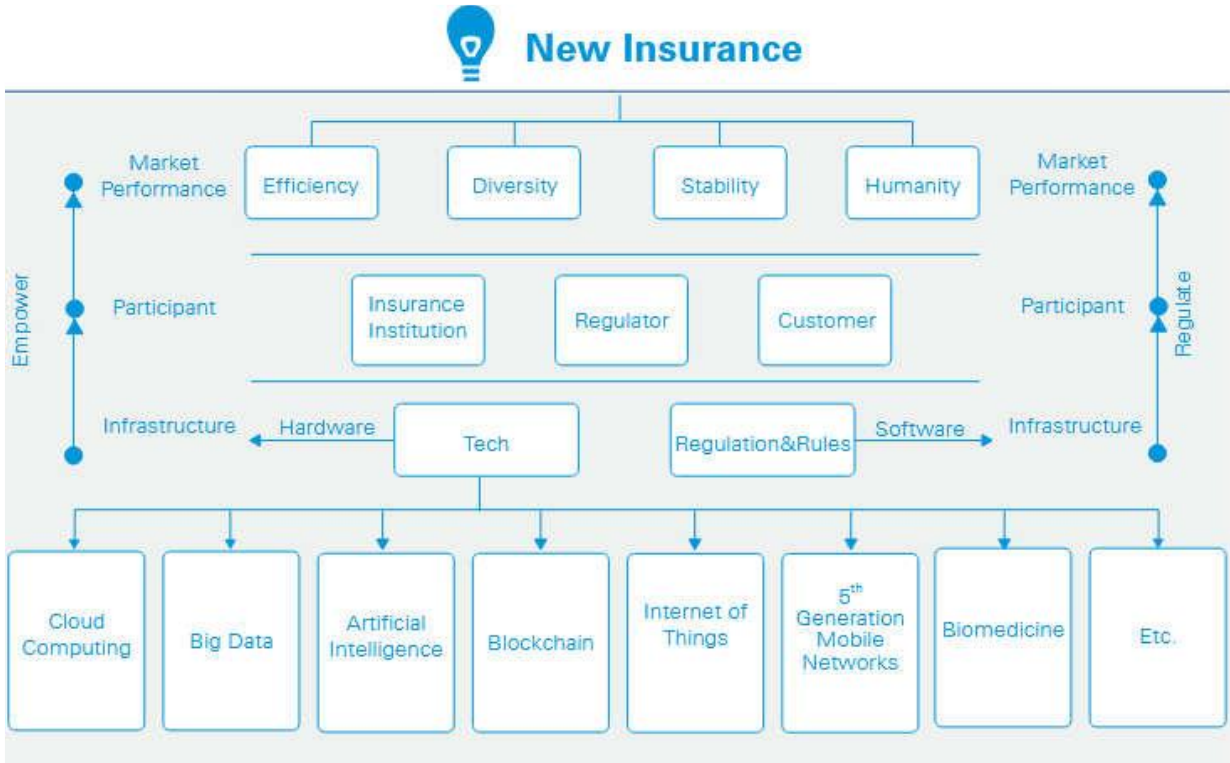 New Insurance
Market
Performance
Efficiency
Diversity
Stability
Humanity
Market
Performance
Empower
Participant
Insurance
Institution
Regulator
Customer
Participant
Regulate
Infrastructure
Hardware
Tech
Regulation&Rules
Software
Infrastructure
Cloud
Computing
Big Data
Artificial
Intelligence
Blockchain
Internet of
Things
5th
Generation
Mobile
Networks
Biomedicine
Etc.